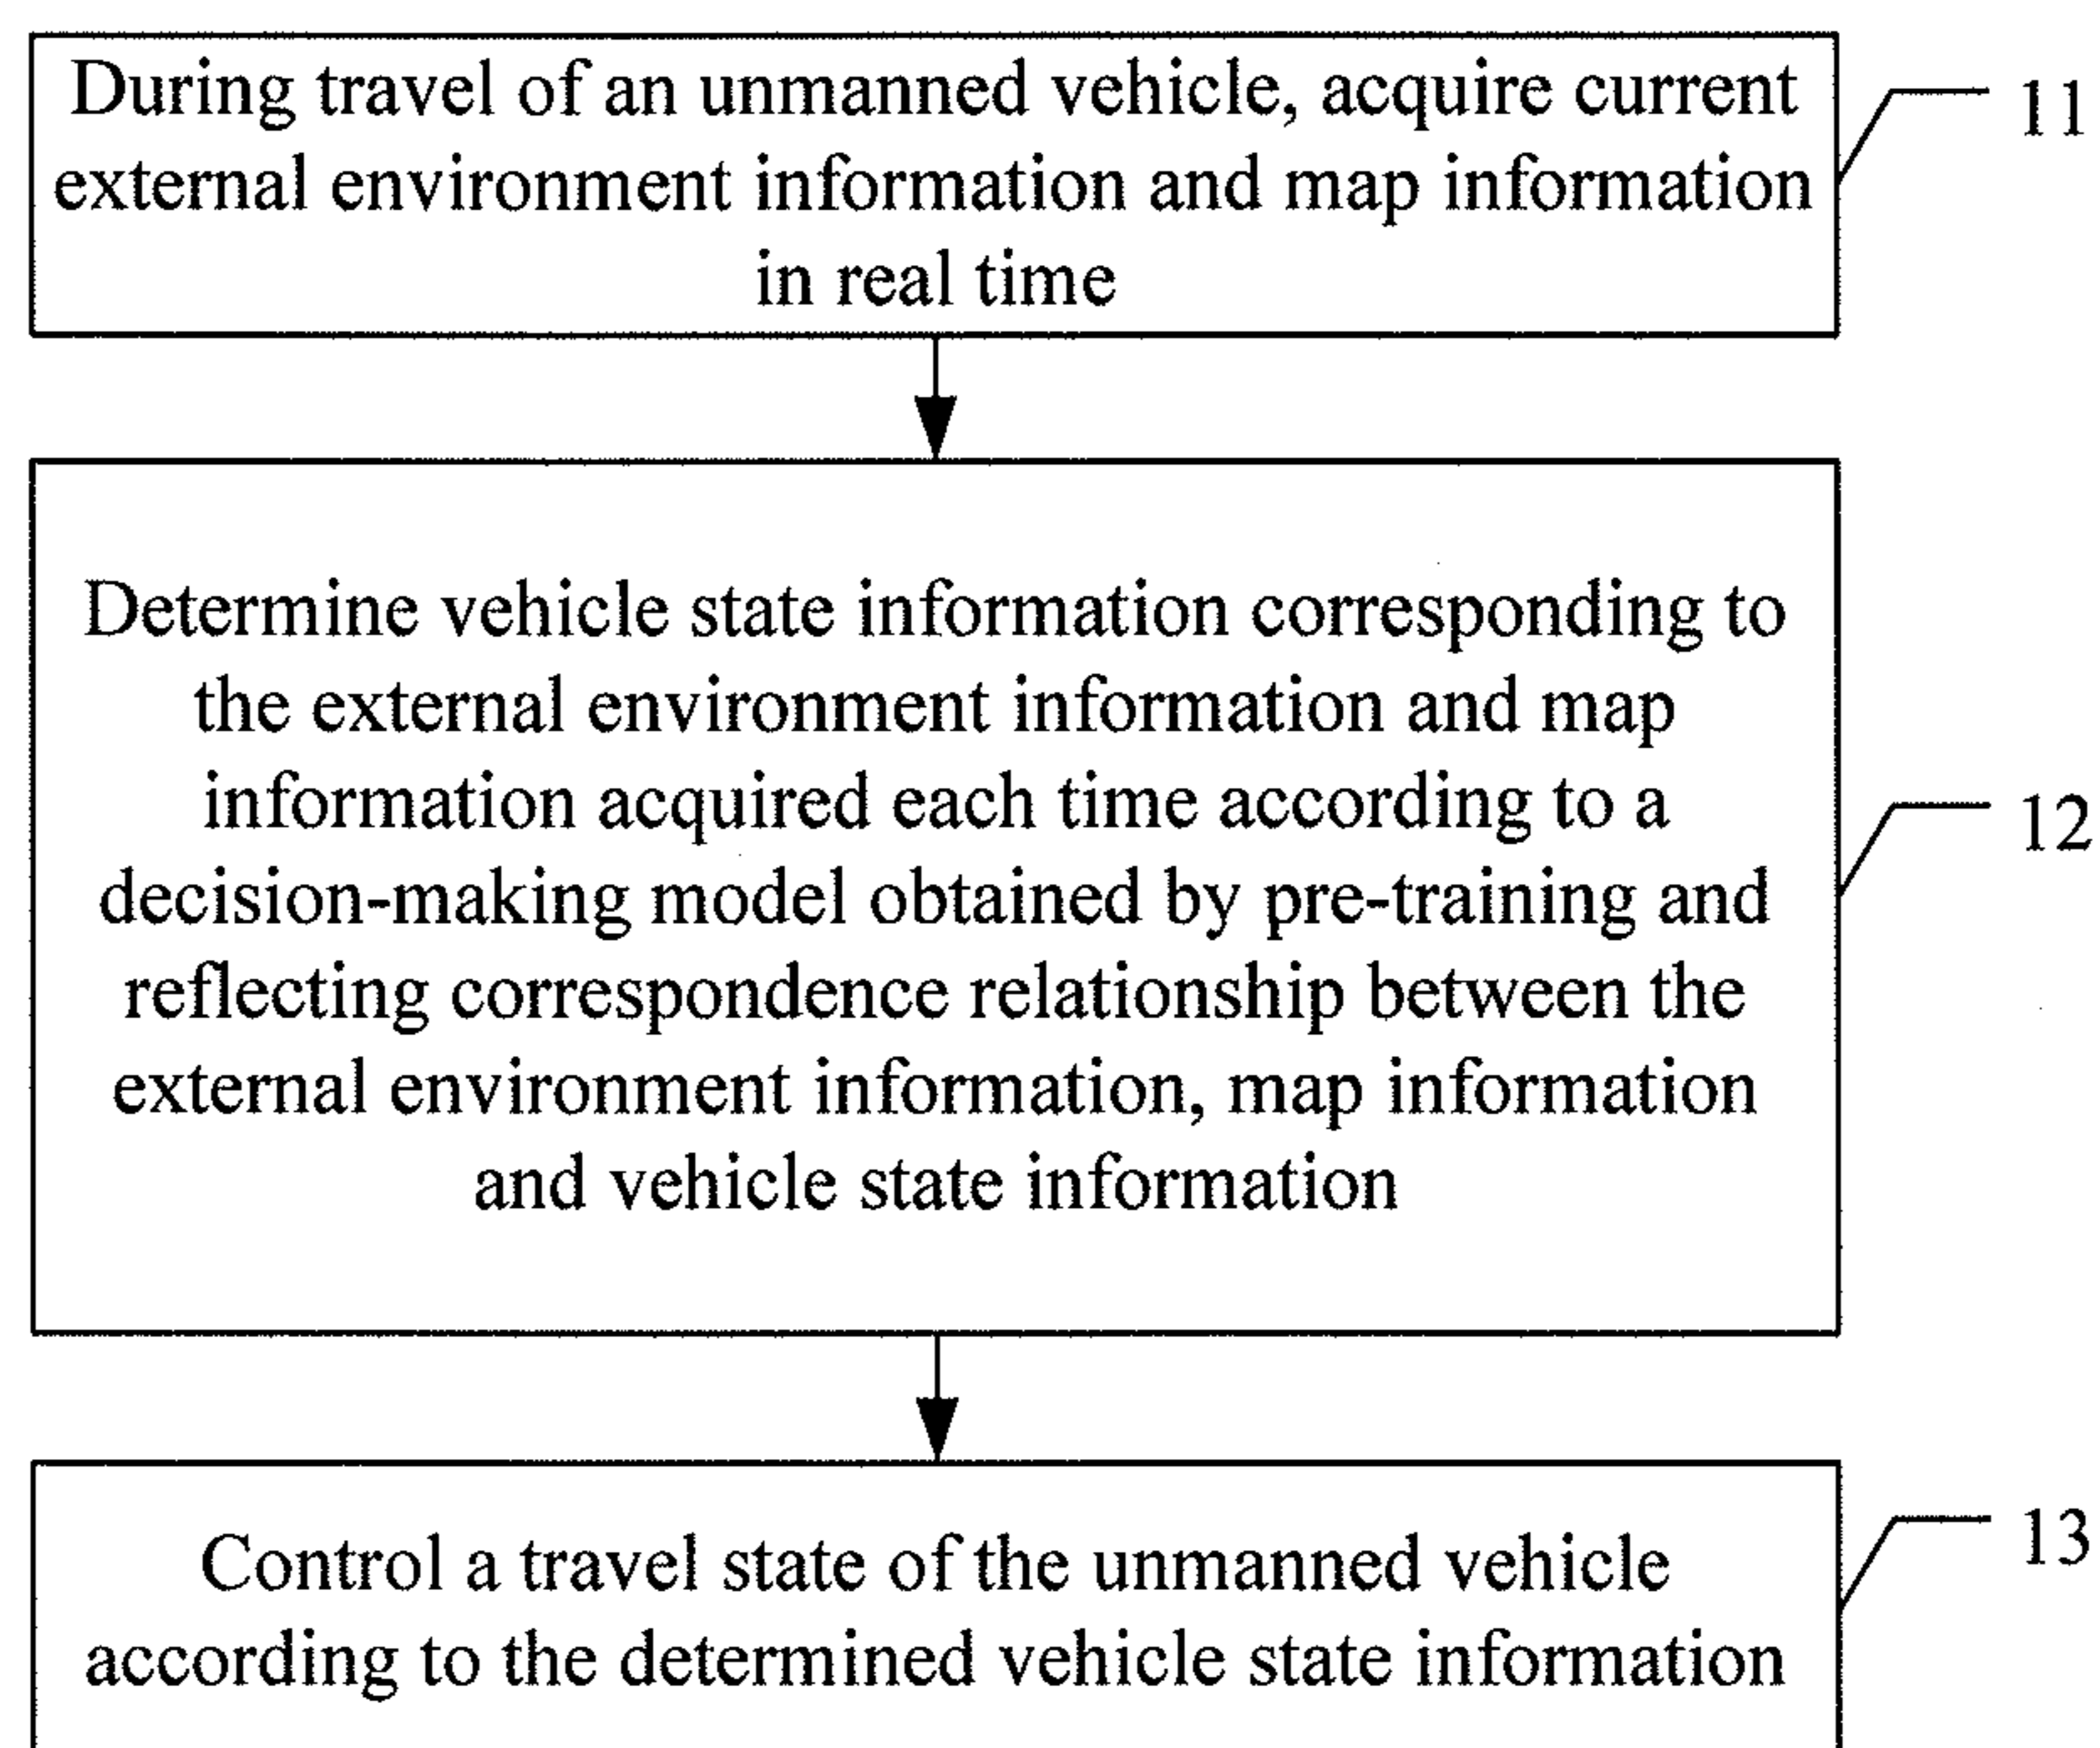 During travel of an unmanned vehicle, acquire current
external environment information and map information
in real time
11
Determine vehicle state information corresponding to
the external environment information and map
information acquired each time according to a
decision-making model obtained by pre-training and
reflecting correspondence relationship between the
external environment information, map information
and vehicle state information
12
Control a travel state of the unmanned vehicle
according to the determined vehicle state information
13